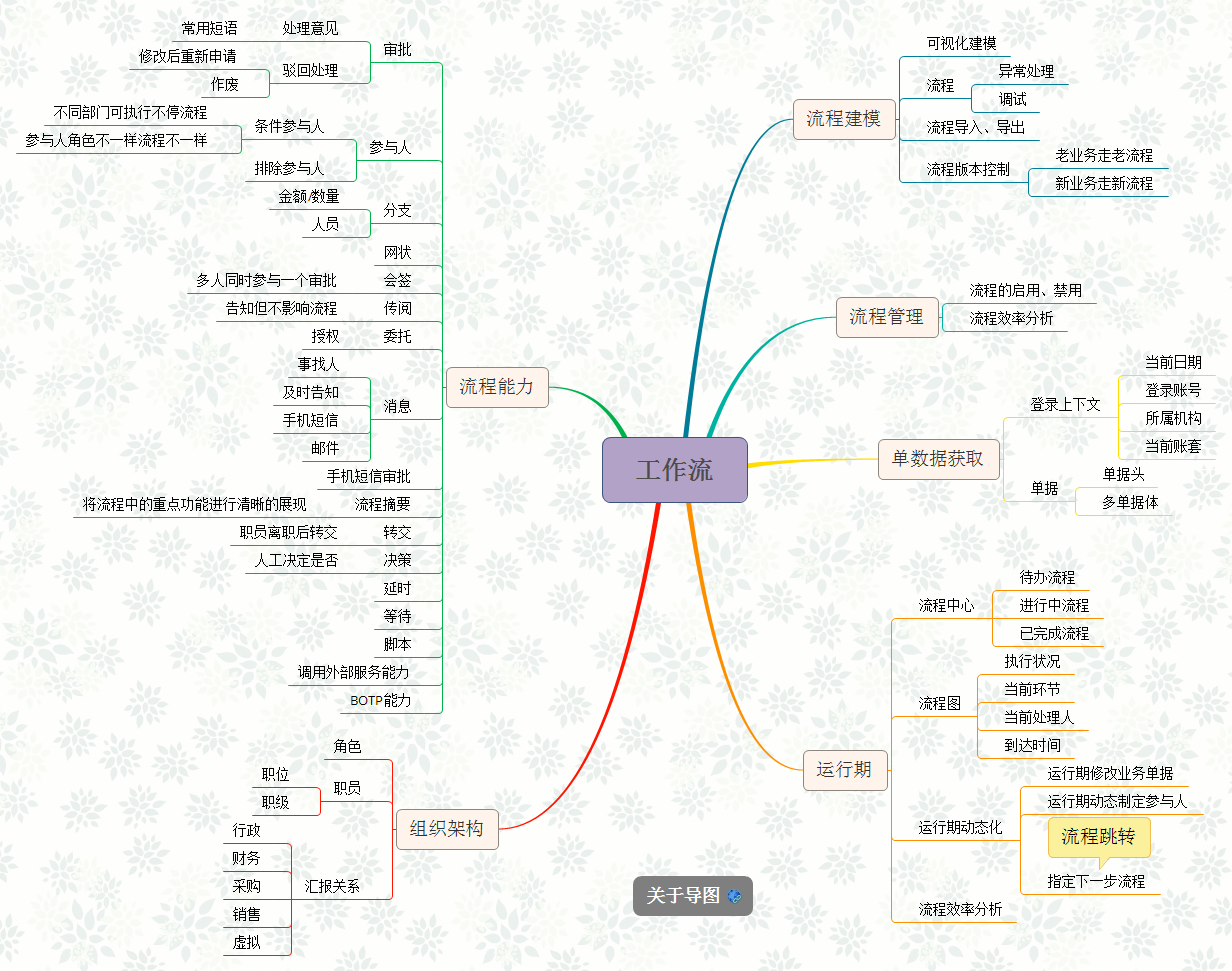 工作流
流程建模
可视化建模
流程
异常处理
调试
流程导入、导出
流程版本控制
老业务走老流程
新业务走新流程
流程管理
流程的启用、禁用
流程效率分析
单数据获取
登录上下文
当前日期
登录账号
所属机构
当前账套
单据
单据头
多单据体
运行期
流程中心
待办流程
进行中流程
已完成流程
流程图
执行状况
当前环节
当前处理人
到达时间
运行期动态化
运行期修改业务单据
运行期动态制定参与人
流程跳转
指定下一步流程
流程效率分析
流程能力
审批
处理意见
常用短语
驳回处理
修改后重新申请
作废
参与人
条件参与人
不同部门可执行不停流程
参与人角色不一样流程不一样
排除参与人
分支
金额/数量
人员
网状
会签
多人同时参与一个审批
传阅
告知但不影响流程
委托
授权
消息
事找人
及时告知
手机短信
邮件
手机短信审批
流程摘要
将流程中的重点功能进行清晰的展现
转交
职员离职后转交
决策
人工决定是否
延时
等待
脚本
调用外部服务能力
BOTP能力
组织架构
角色
职员
职位
职级
汇报关系
行政
财务
采购
销售
虚拟
关于导图